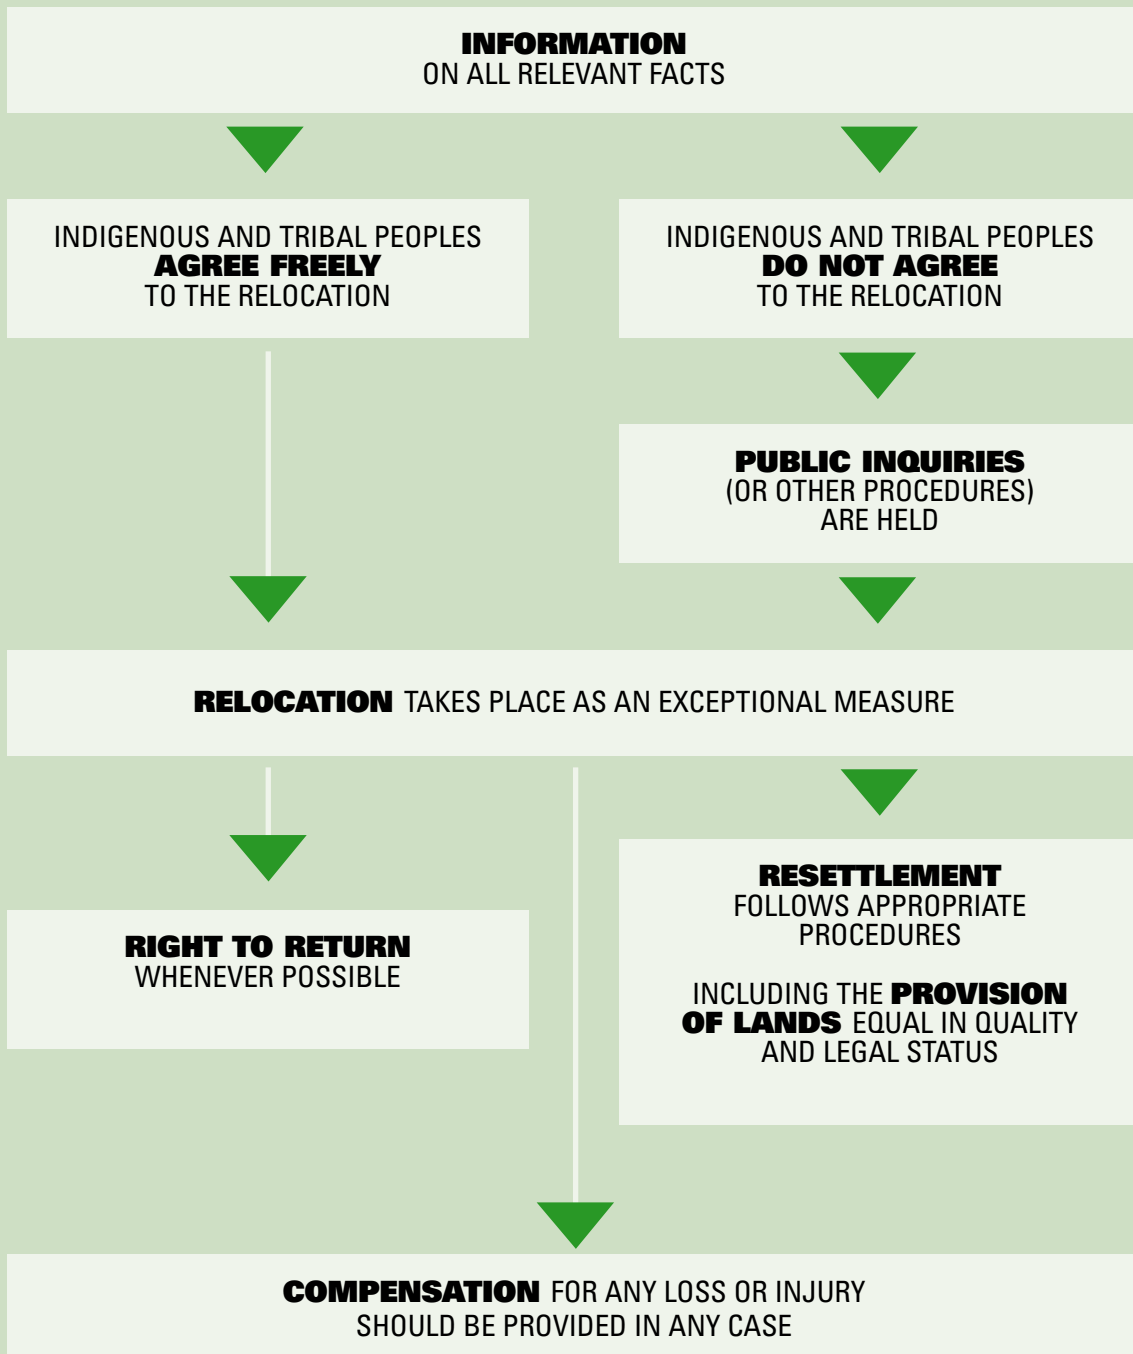 INFORMATION
ON ALL RELEVANT FACTS
INDIGENOUS AND TRIBAL PEOPLES
AGREE FREELY
TO THE RELOCATION
INDIGENOUS AND TRIBAL PEOPLES
DO NOT AGREE
TO THE RELOCATION
PUBLIC INQUIRIES
(OR OTHER PROCEDURES)
ARE HELD
RELOCATION TAKES PLACE AS AN EXCEPTIONAL MEASURE
RIGHT TO RETURN
WHENEVER POSSIBLE
RESETTLEMENT
FOLLOWS APPROPRIATE
PROCEDURES
INCLUDING THE PROVISION
OF LANDS EQUAL IN QUALITY
AND LEGAL STATUS
COMPENSATION FOR ANY LOSS OR INJURY
SHOULD BE PROVIDED IN ANY CASE